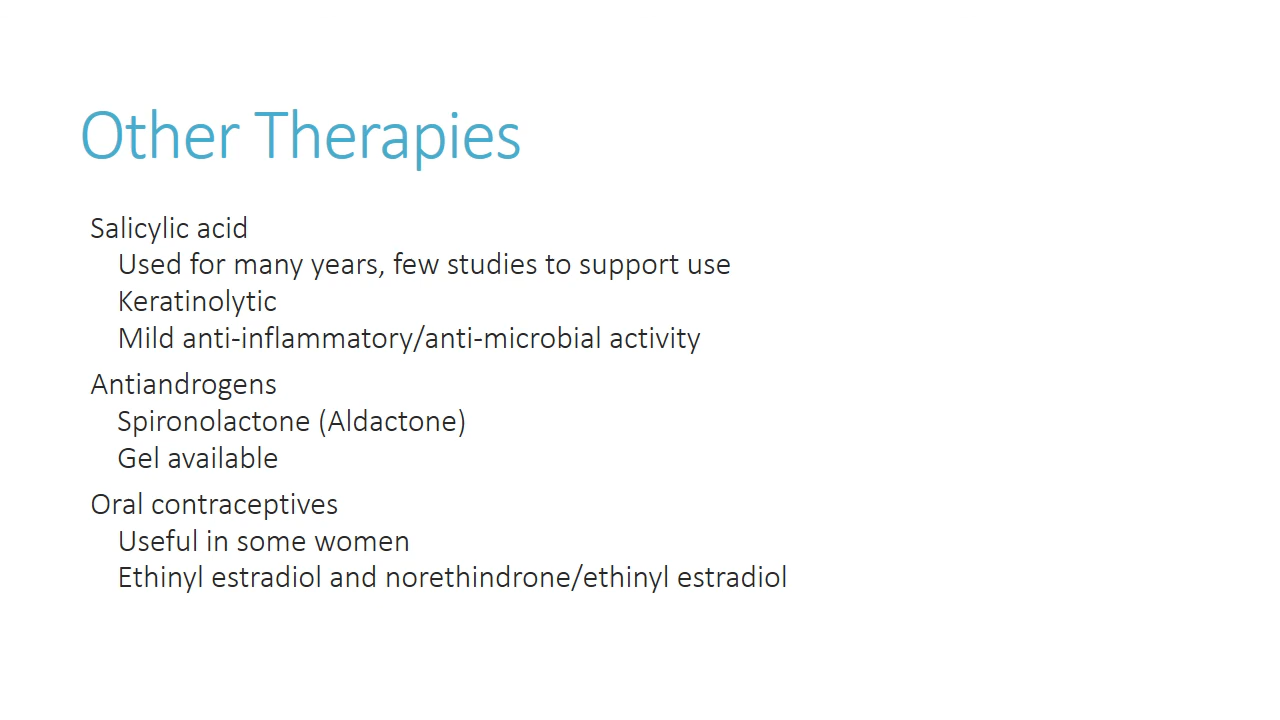 Other Therapies
Salicylic acid
Used for many years, few studies to support use
Keratinolytic
Mild anti-inflammatory/anti-microbial activity
Antiandrogens
Spironolactone (Aldactone)
Gel available
Oral contraceptives
Useful in some women
Ethinyl estradiol and norethindrone/ethinyl estradiol